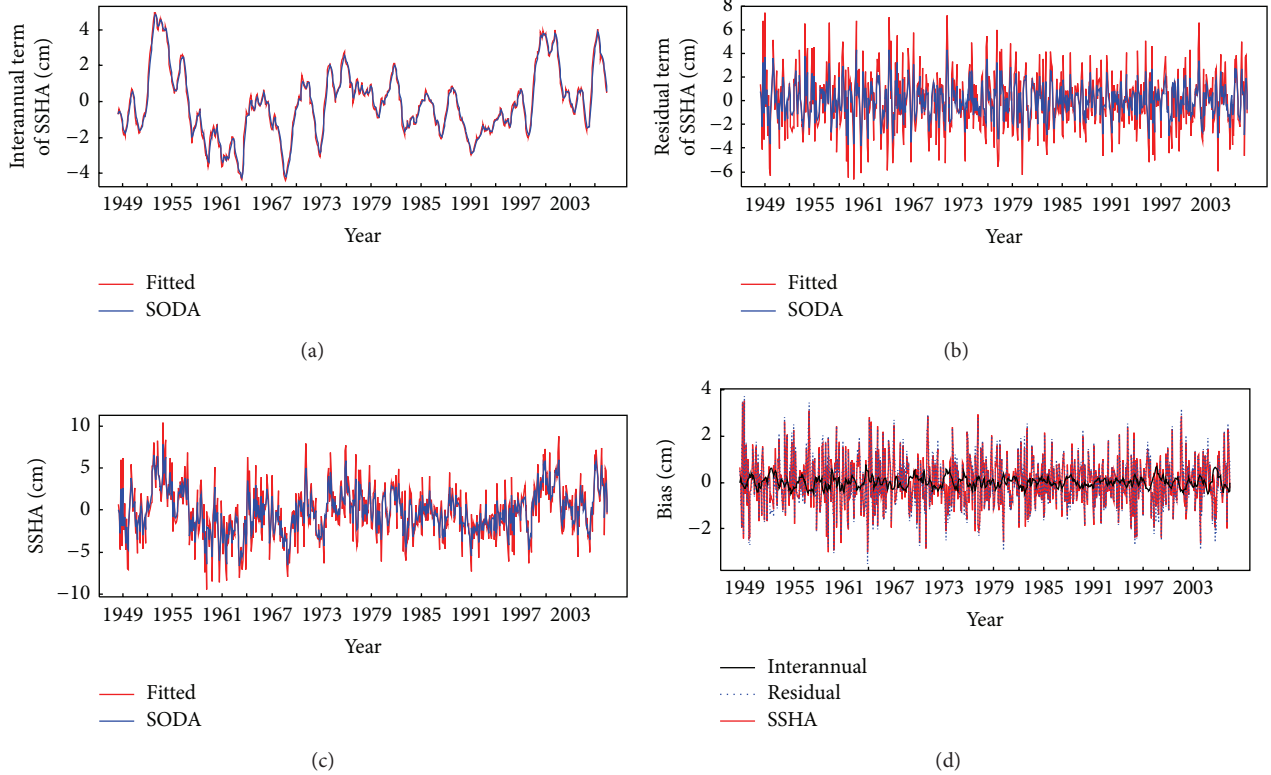 Interannual term
of SSHA (cm)
4
2
0
−2
−4
1949 1955 1961 1967 1973 1979 1985 1991 1997 2003
Year
Fitted
SODA
(a)
Residual term
of SSHA (cm)
8
6
4
2
0
−2
−4
−6
1949 1955 1961 1967 1973 1979 1985 1991 1997 2003
Year
Fitted
SODA
(b)
SSHA (cm)
10
5
0
−5
−10
1949 1955 1961 1967 1973 1979 1985 1991 1997 2003
Year
Fitted
SODA
(c)
Bias (cm)
4
2
0
−2
1949 1955 1961 1967 1973 1979 1985 1991 1997 2003
Year
Interannual
Residual
SSHA
(d)